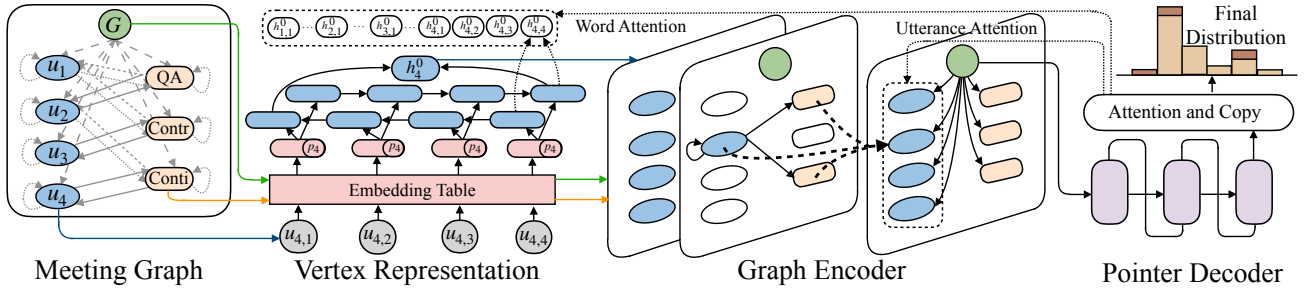 G
u1
u2
u3
u4
QA
Contr
Conti
Meeting Graph
h^0_{1,1} ... h^0_{2,1} ... h^0_{3,1} ... h^0_{4,1} h^0_{4,2} h^0_{4,3} h^0_{4,4}
Word Attention
h^0_4
p4 p4 p4 p4
Embedding Table
u4,1 u4,2 u4,3 u4,4
Vertex Representation
Utterance Attention
Graph Encoder
Final
Distribution
Attention and Copy
Pointer Decoder